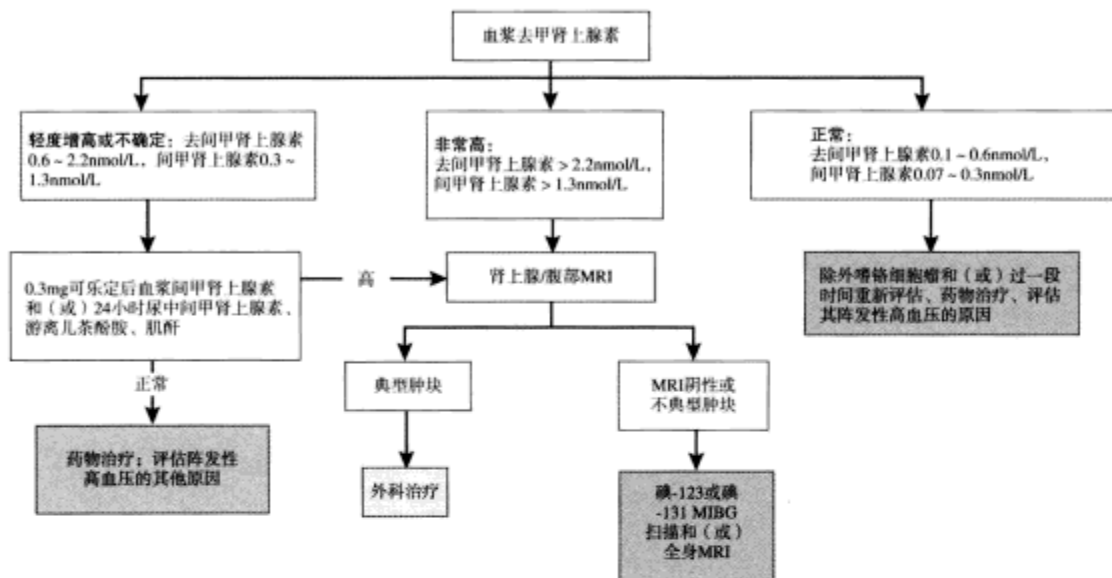 血浆去甲肾上腺素
轻度增高或不确定：去间甲肾上腺素
0.6~2.2nmol/L，间甲肾上腺素0.3~
1.3nmol/L
非常高：
去间甲肾上腺素＞2.2nmol/L，
间甲肾上腺素＞1.3nmol/L
正常：
去间甲肾上腺素0.1~0.6nmol/L，
间甲肾上腺素0.07~0.3nmol/L
0.3mg可乐定后血浆间甲肾上腺素
和（或）24小时尿中间甲肾上腺素、
游离儿茶酚胺、肌酐
高
肾上腺/腹部MRI
除外嗜铬细胞瘤和（或）过一段
时间重新评估、药物治疗、评估
其阵发性高血压的原因
正常
典型肿块
MRI阴性或
不典型肿块
药物治疗；评估阵发性
高血压的其他原因
外科治疗
碘-123或碘
-131 MIBG
扫描和（或）
全身MRI